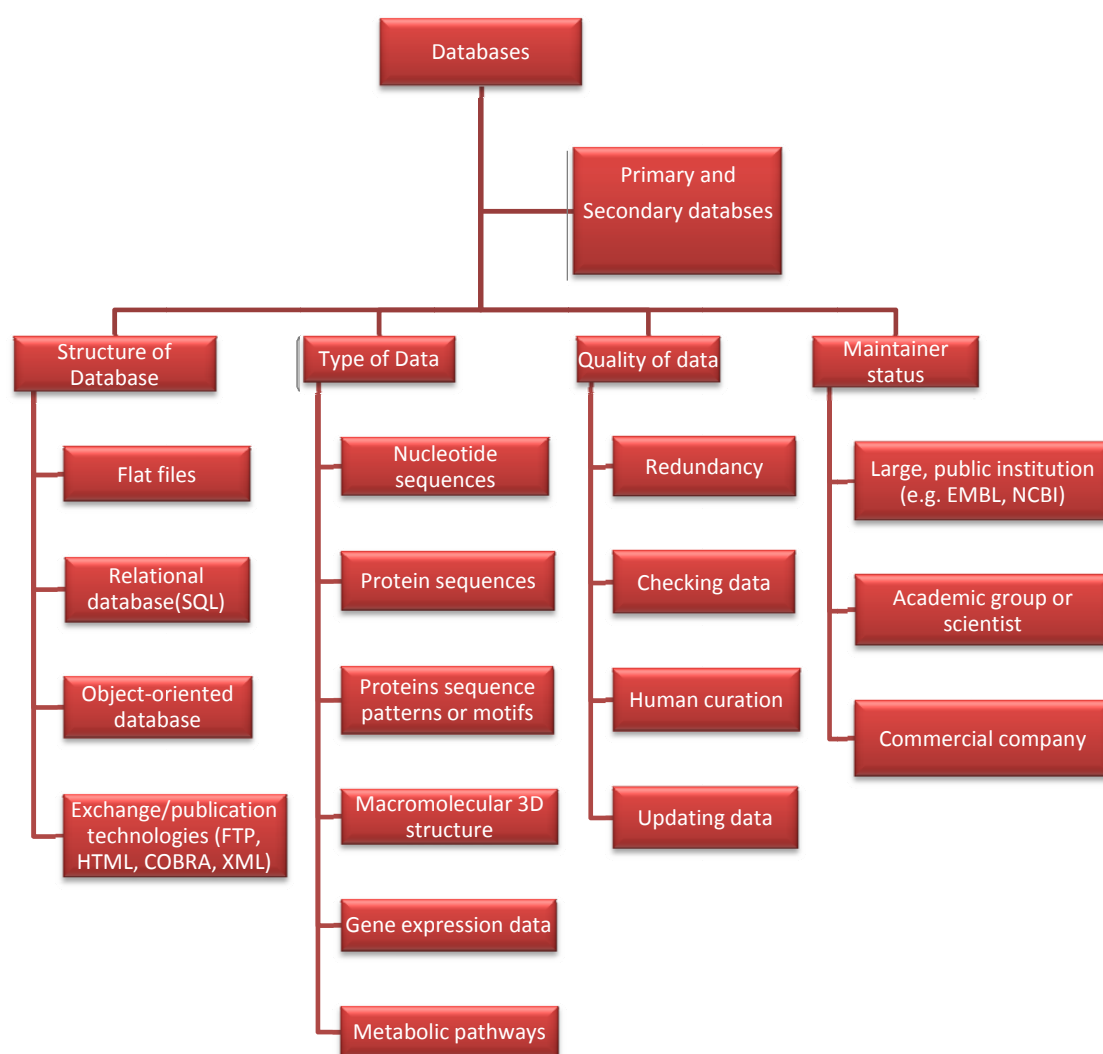 Databases
Primary and
Secondary databses
Structure of
Database
Type of Data
Quality of data
Maintainer
status
Flat files
Relational
database(SQL)
Object-oriented
database
Exchange/publication
technologies (FTP,
HTML, COBRA, XML)
Nucleotide
sequences
Protein sequences
Proteins sequence
patterns or motifs
Macromolecular 3D
structure
Gene expression data
Metabolic pathways
Redundancy
Checking data
Human curation
Updating data
Large, public institution
(e.g. EMBL, NCBI)
Academic group or
scientist
Commercial company